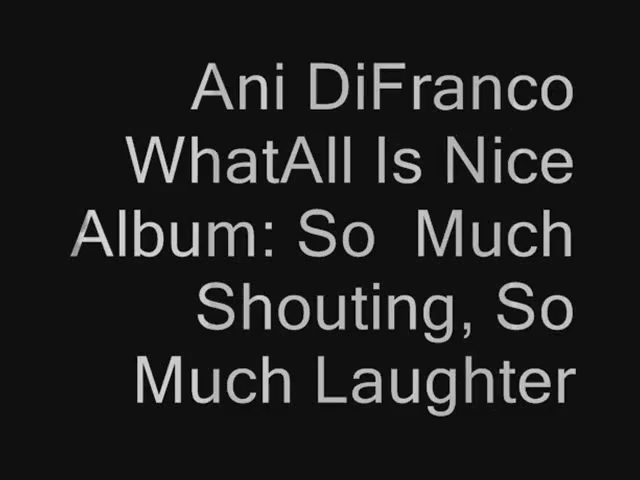 Ani DiFranco
WhatAll Is Nice
Album: So  Much
Shouting, So
Much Laughter